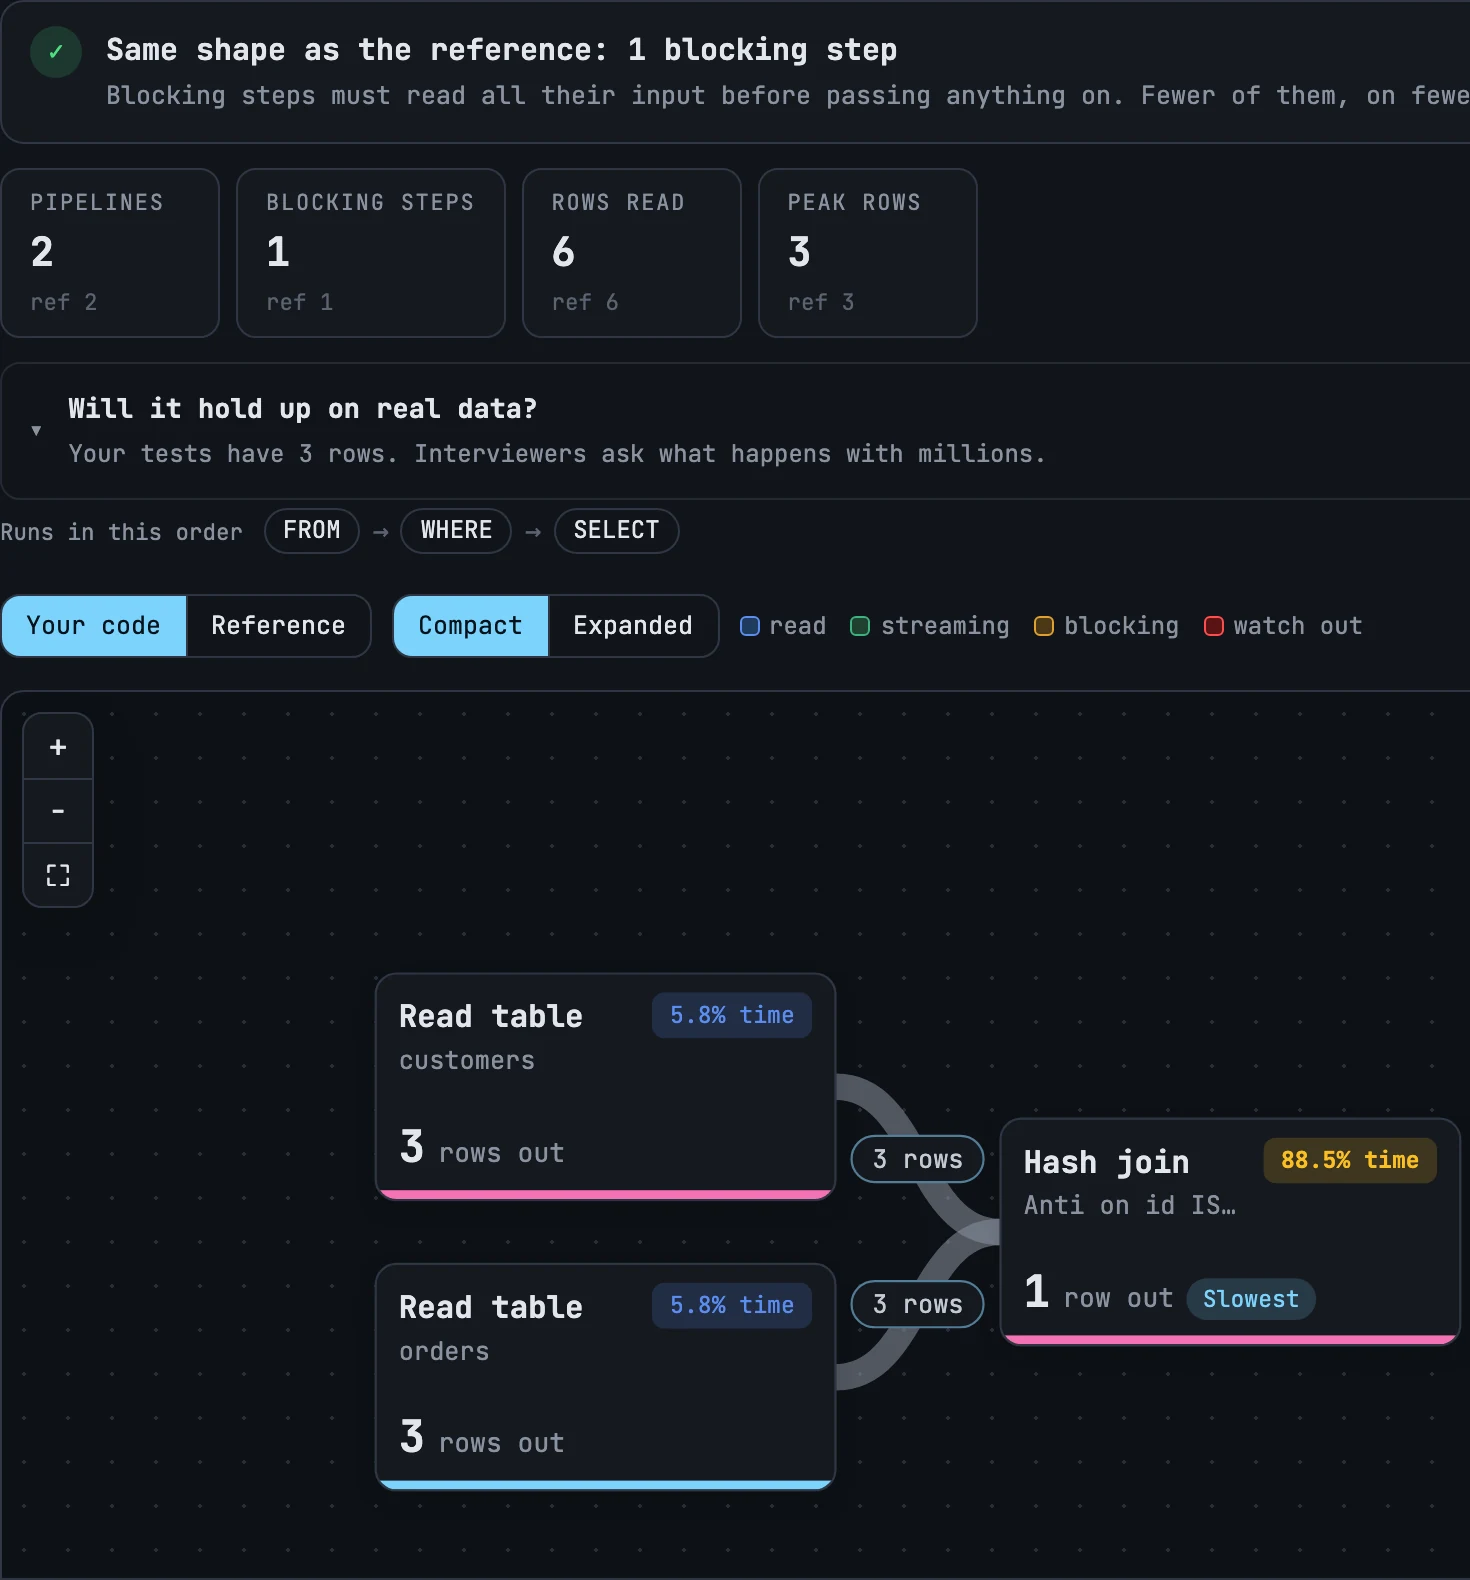 ✓ Same shape as the reference: 1 blocking step
Blocking steps must read all their input before passing anything on. Fewer of them, on fewe
PIPELINES
2
ref 2
BLOCKING STEPS
1
ref 1
ROWS READ
6
ref 6
PEAK ROWS
3
ref 3
▼ Will it hold up on real data?
Your tests have 3 rows. Interviewers ask what happens with millions.
Runs in this order FROM → WHERE → SELECT
Your code Reference Compact Expanded read streaming blocking watch out
+
-
Read table 5.8% time
customers
3 rows out
3 rows
Read table 5.8% time
orders
3 rows out
3 rows
Hash join 88.5% time
Anti on id IS…
1 row out Slowest